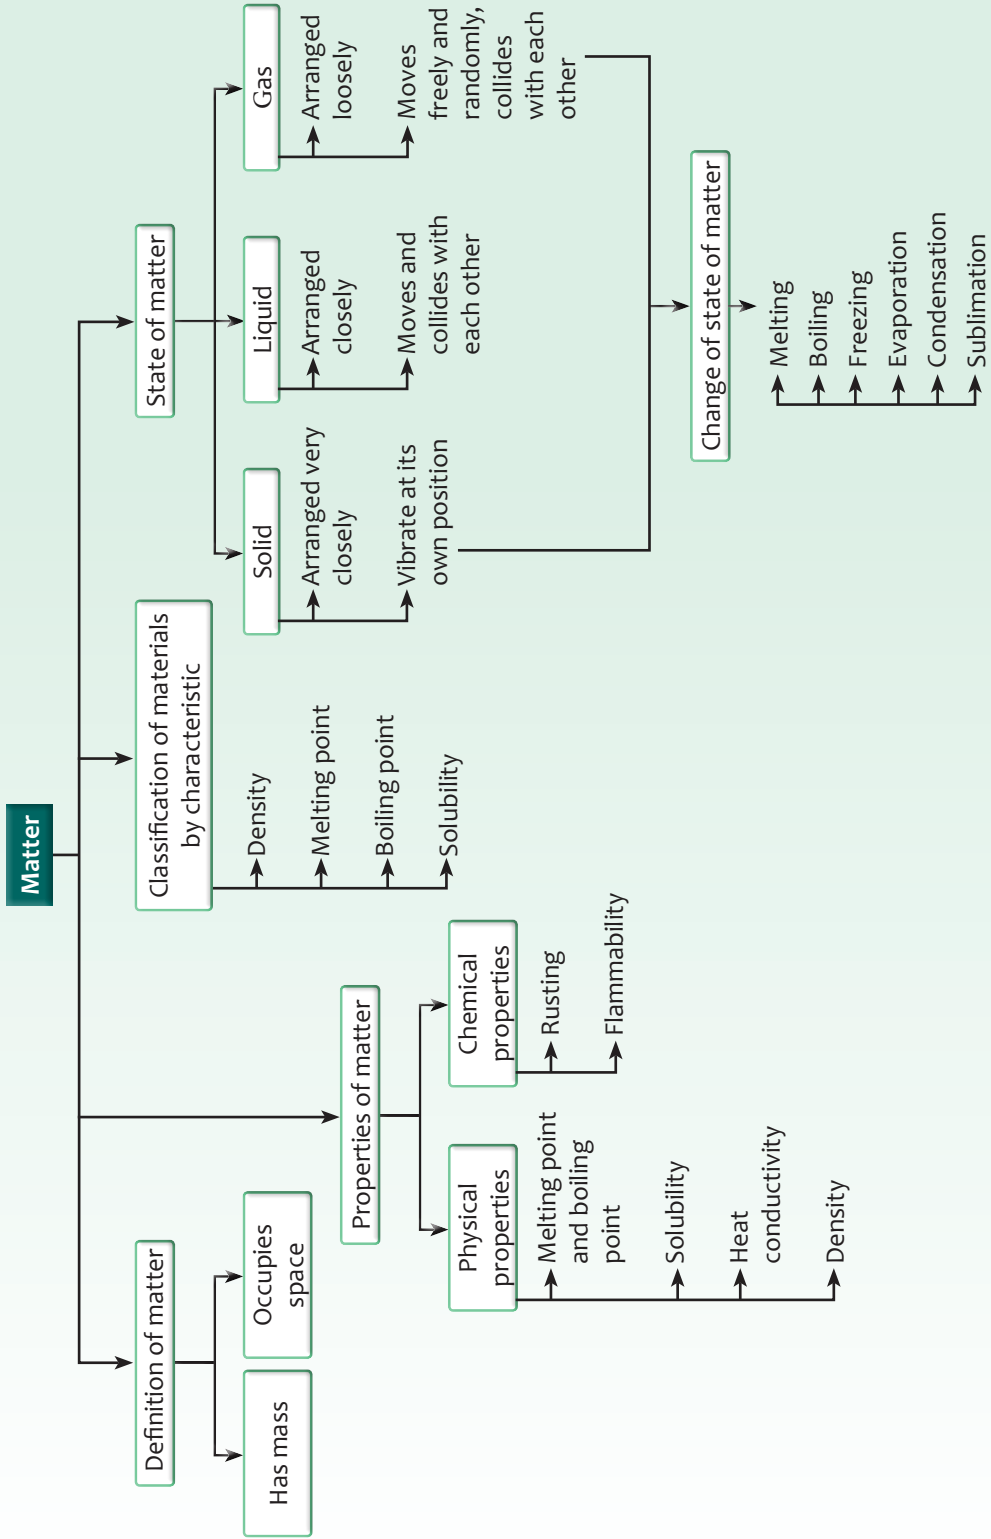 Matter
Definition of matter
Has mass
Occupies
space
Properties of matter
Physical
properties
Melting point
and boiling
point
Solubility
Heat
conductivity
Density
Chemical
properties
Rusting
Flammability
Classification of materials
by characteristic
Density
Melting point
Boiling point
Solubility
State of matter
Solid
Arranged very
closely
Vibrate at its
own position
Liquid
Arranged
closely
Moves and
collides with
each other
Gas
Arranged
loosely
Moves
freely and
randomly,
collides
with each
other
Change of state of matter
Melting
Boiling
Freezing
Evaporation
Condensation
Sublimation